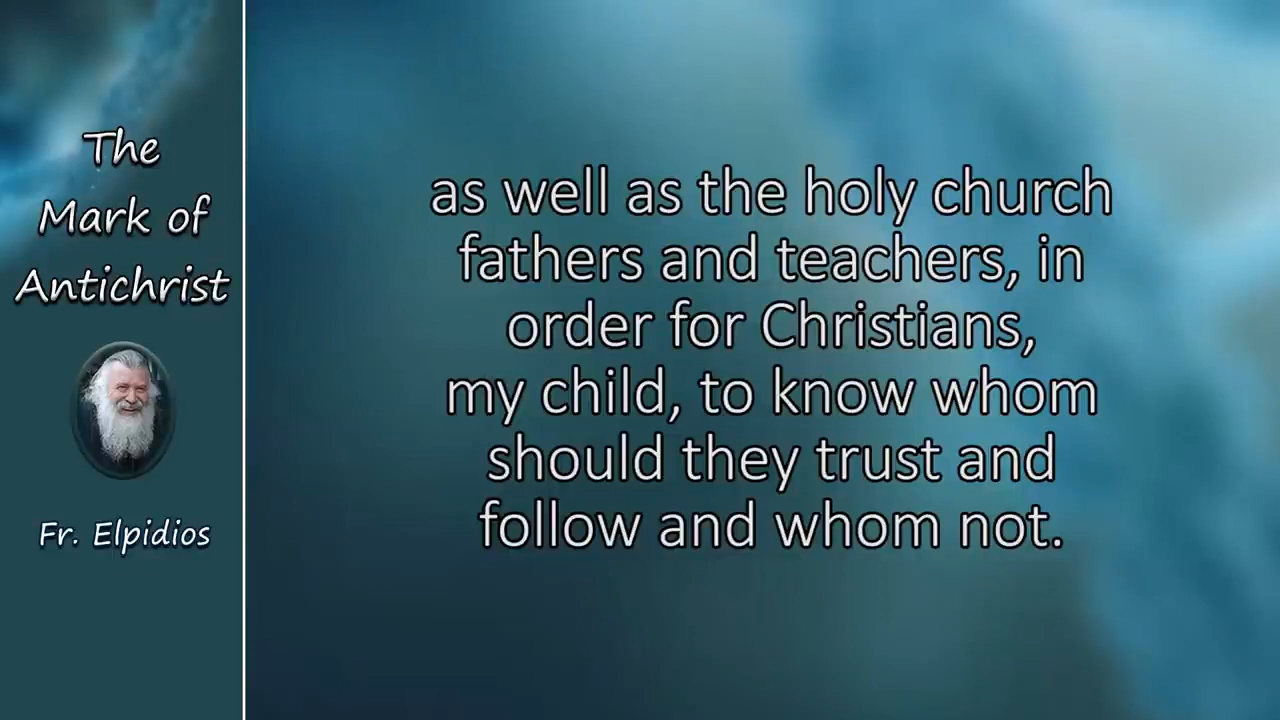 The
Mark of
Antichrist
Fr. Elpidios
as well as the holy church
fathers and teachers, in
order for Christians,
my child, to know whom
should they trust and
follow and whom not.